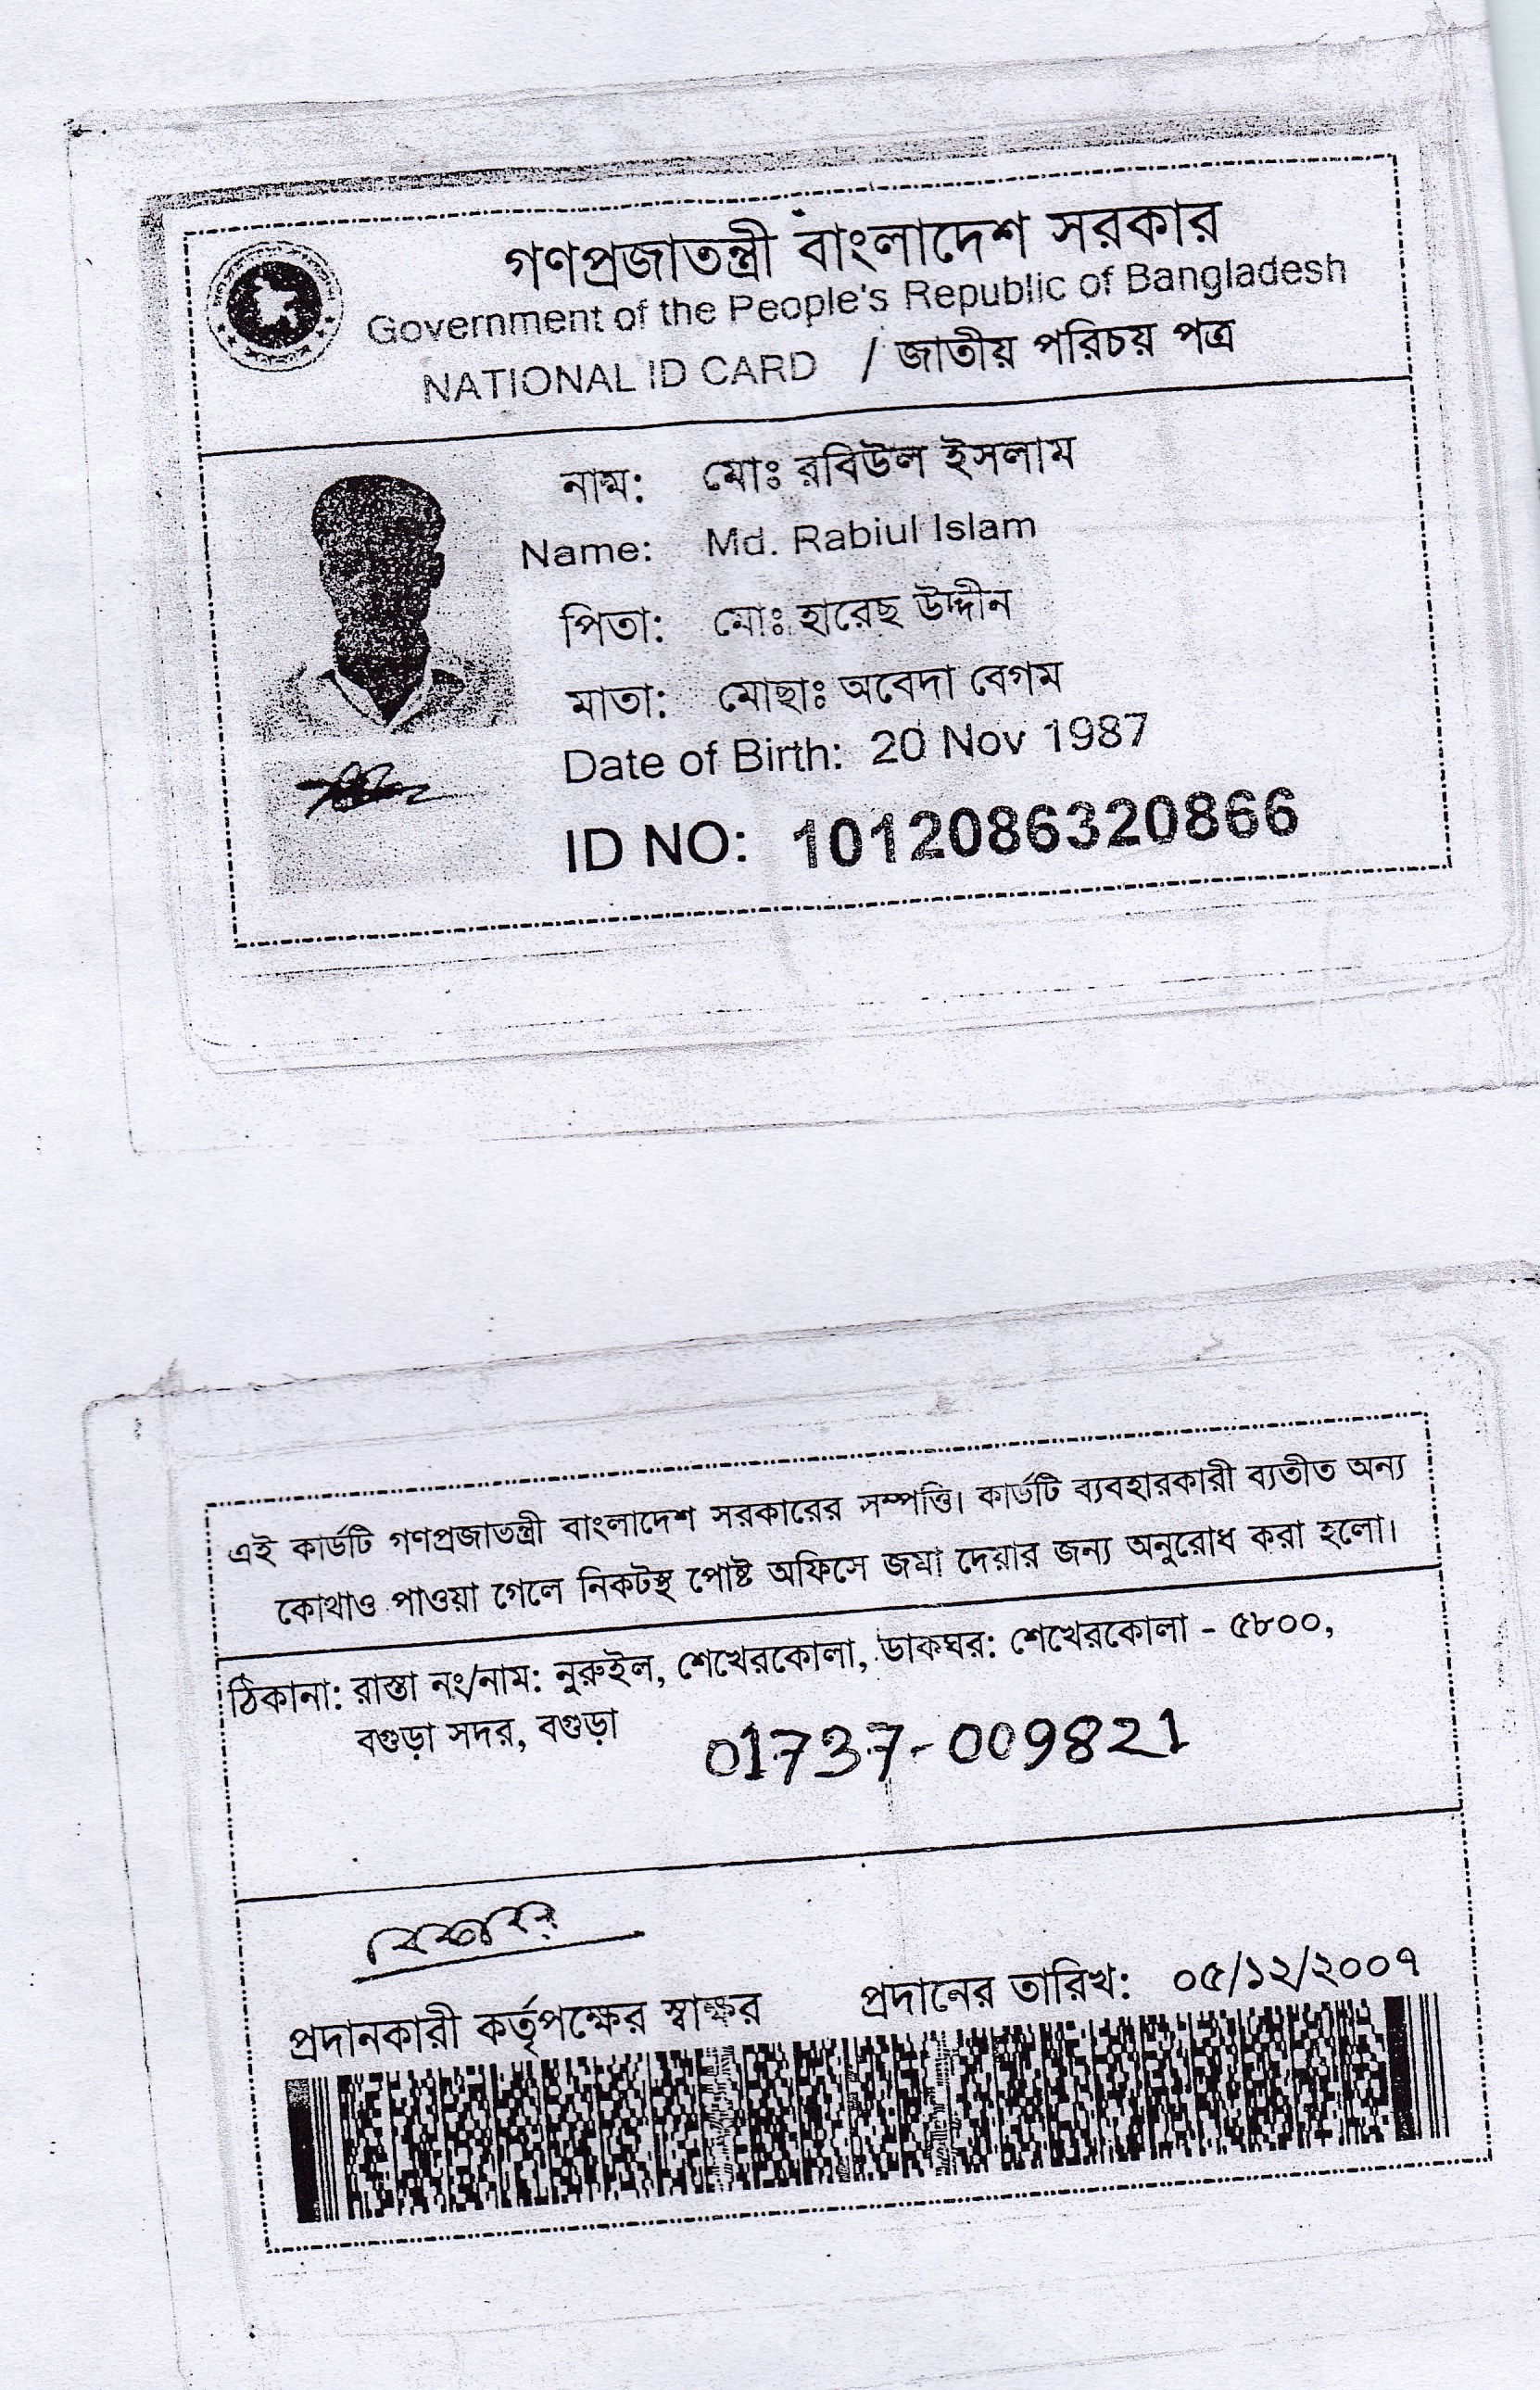 গণপ্রজাতন্ত্রী বাংলাদেশ সরকার
Government of the People's Republic of Bangladesh
NATIONAL ID CARD / জাতীয় পরিচয় পত্র
নাম: মোঃ রবিউল ইসলাম
Name: Md. Rabiul Islam
পিতা: মোঃ হারেছ উদ্দীন
মাতা: মোছাঃ অবেদা বেগম
Date of Birth: 20 Nov 1987
ID NO: 1012086320866
এই কার্ডটি গণপ্রজাতন্ত্রী বাংলাদেশ সরকারের সম্পত্তি। কার্ডটি ব্যবহারকারী ব্যতীত অন্য
কোথাও পাওয়া গেলে নিকটস্থ পোষ্ট অফিসে জমা দেয়ার জন্য অনুরোধ করা হলো।
ঠিকানা: রাস্তা নং/নাম: নুরুইল, শেখেরকোলা, ডাকঘর: শেখেরকোলা - ৫৮০০,
বগুড়া সদর, বগুড়া
01737-009821
প্রদানকারী কর্তৃপক্ষের স্বাক্ষর প্রদানের তারিখ: ০৫/১২/২০০৭